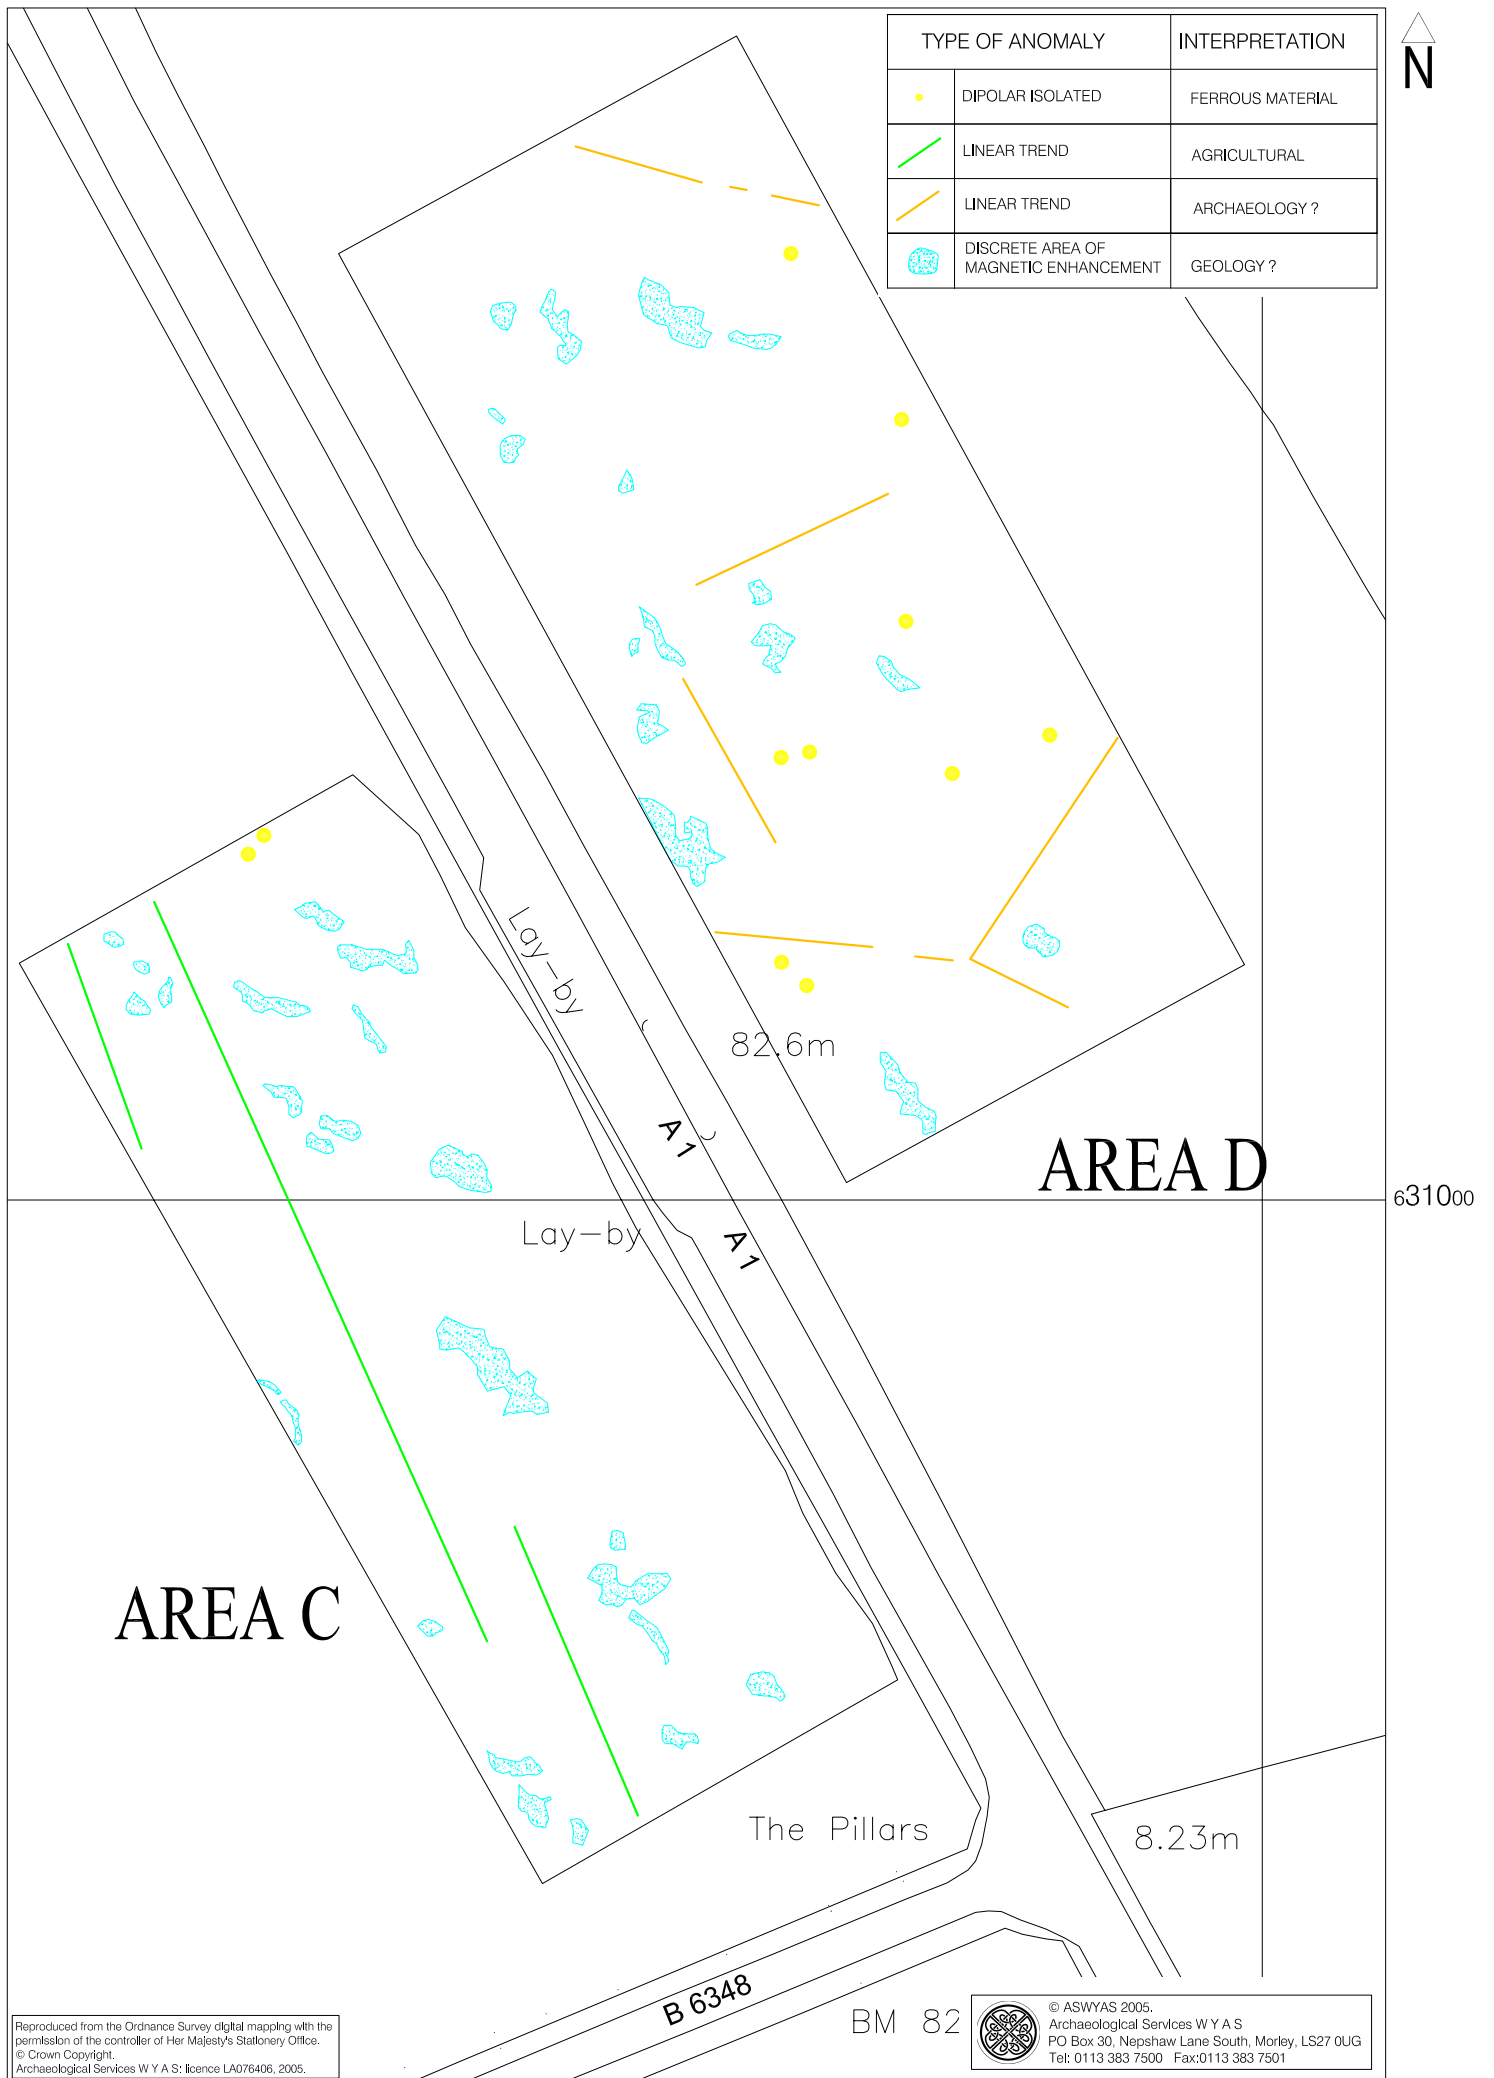 TYPE OF ANOMALY INTERPRETATION
N
DIPOLAR ISOLATED FERROUS MATERIAL
LINEAR TREND AGRICULTURAL
LINEAR TREND ARCHAEOLOGY ?
DISCRETE AREA OF
MAGNETIC ENHANCEMENT GEOLOGY ?
Lay-by
82.6m
A 1
AREA D
631000
Lay-by
A 1
AREA C
The Pillars
8.23m
B 6348
BM 82
Reproduced from the Ordnance Survey digital mapping with the
permission of the controller of Her Majesty's Stationery Office.
© Crown Copyright.
Archaeological Services W Y A S: licence LA076406, 2005.
© ASWYAS 2005.
Archaeological Services W Y A S
PO Box 30, Nepshaw Lane South, Morley, LS27 0UG
Tel: 0113 383 7500 Fax:0113 383 7501